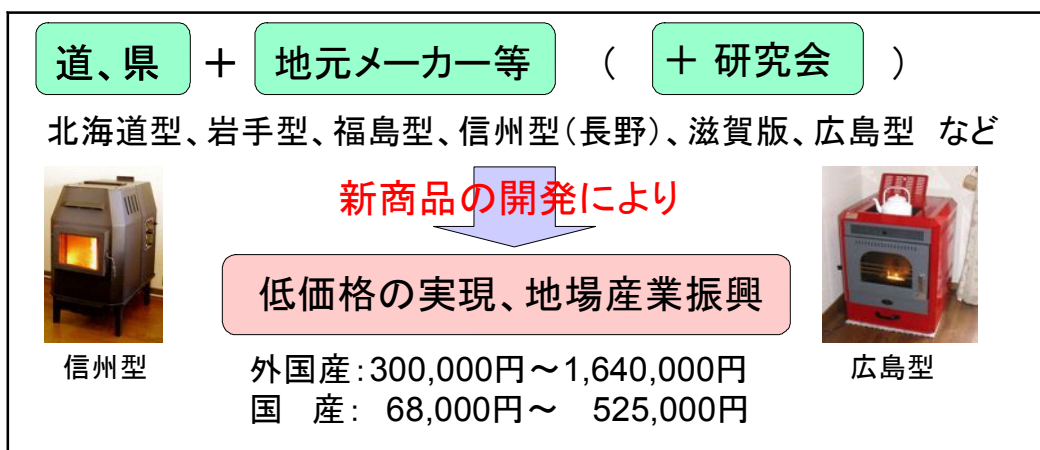 道、県 ＋ 地元メーカー等 （ ＋ 研究会 ）
北海道型、岩手型、福島型、信州型（長野）、滋賀版、広島型　など
新商品の開発により
低価格の実現、地場産業振興
信州型
外国産：300,000円～1,640,000円
国　産： 68,000円～　525,000円
広島型